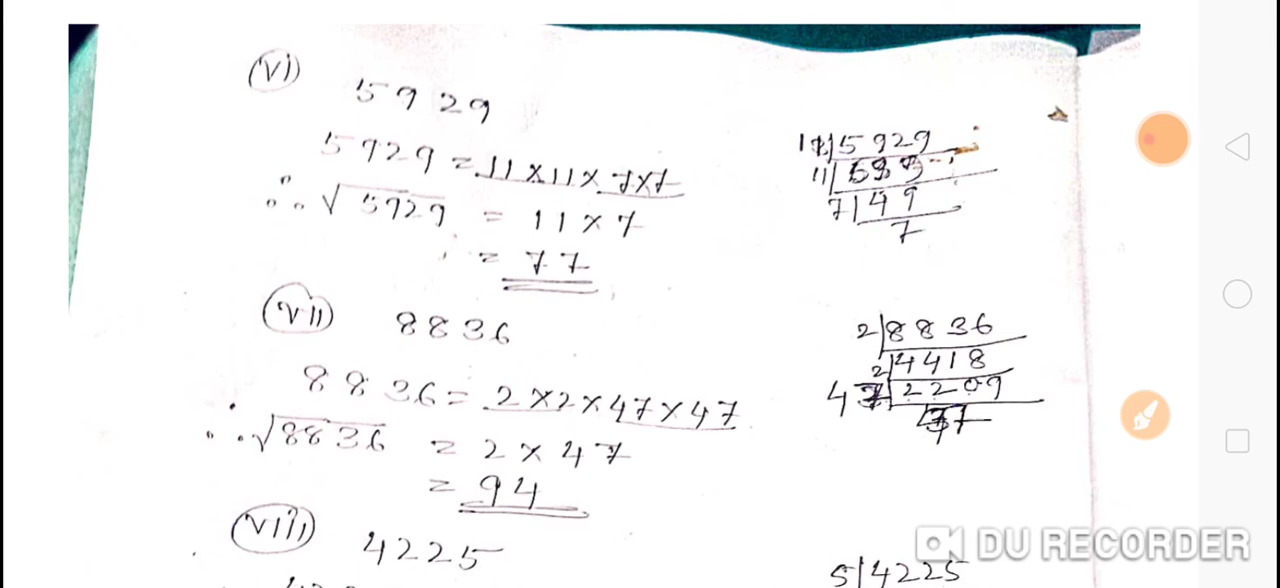 (vi)
5929
5929 = 11 × 11 × 7 × 7
∴ √5929 = 11 × 7
= 77
11 | 5929
11 | 539
7 | 49
7
(vii)
8836
8836 = 2 × 2 × 47 × 47
∴ √8836 = 2 × 47
= 94
2 | 8836
2 | 4418
47 | 2209
47
(viii)
4225
5 | 4225
DU RECORDER